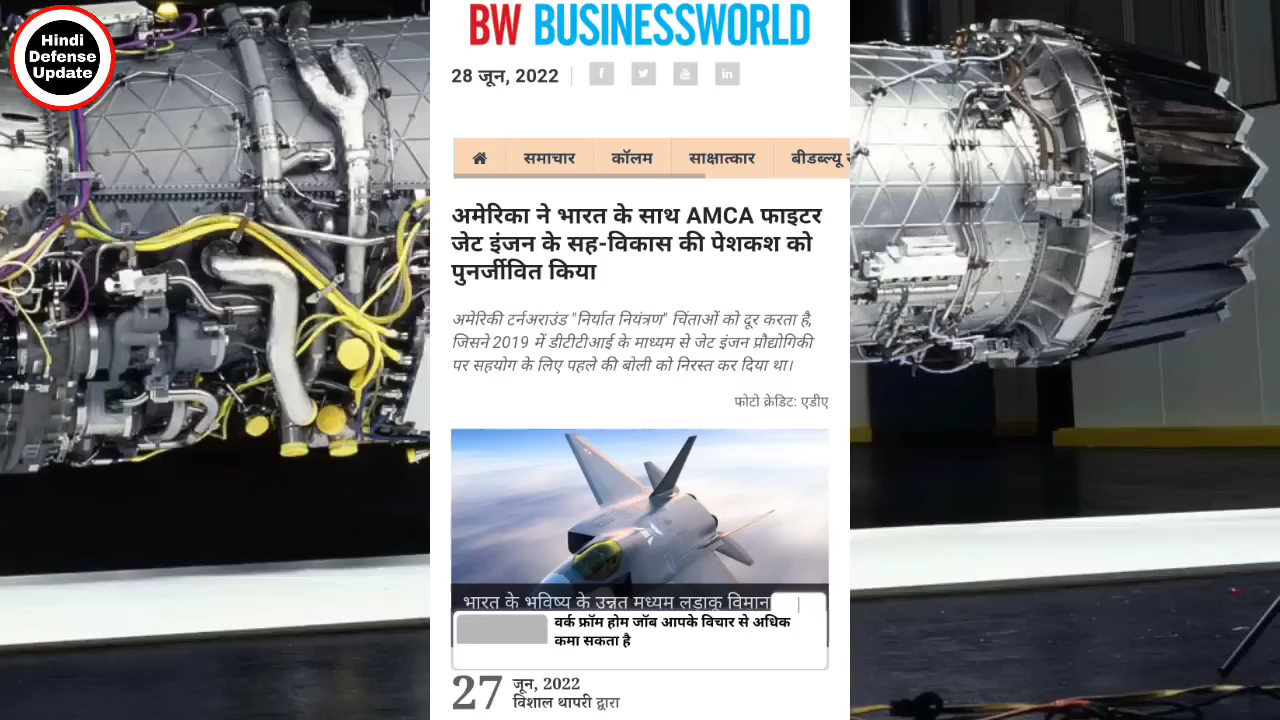 Hindi
Defense
Update
BW BUSINESSWORLD
28 जून, 2022
समाचार
कॉलम
साक्षात्कार
बीडब्ल्यू
अमेरिका ने भारत के साथ AMCA फाइटर
जेट इंजन के सह-विकास की पेशकश को
पुनर्जीवित किया
अमेरिकी टर्नअराउंड "निर्यात नियंत्रण" चिंताओं को दूर करता है,
जिसने 2019 में डीटीटीआई के माध्यम से जेट इंजन प्रौद्योगिकी
पर सहयोग के लिए पहले की बोली को निरस्त कर दिया था।
फोटो क्रेडिट: एडीए
भारत के भविष्य के उन्नत मध्यम लड़ाकू विमान
वर्क फ्रॉम होम जॉब आपके विचार से अधिक
कमा सकता है
27 जून, 2022
विशाल थापरी द्वारा